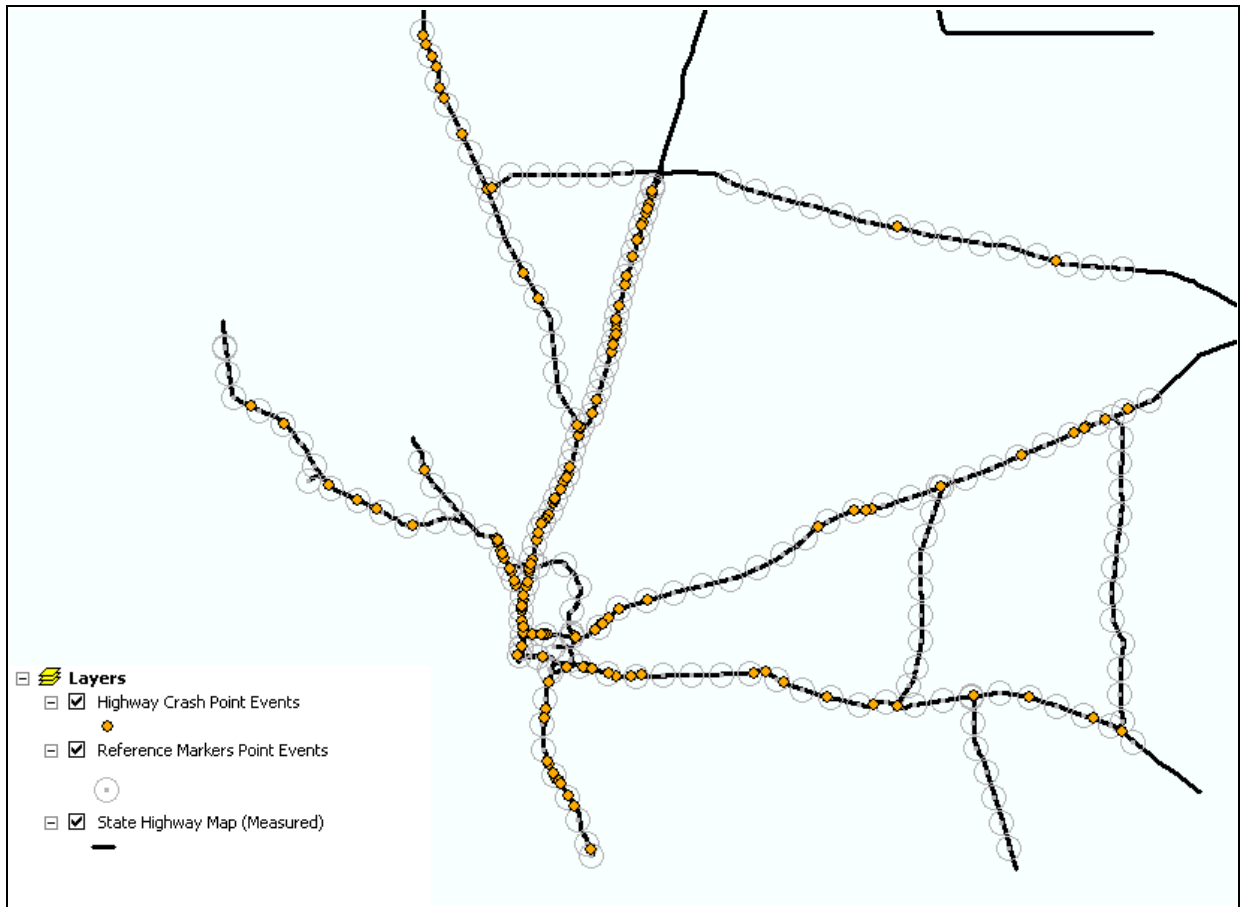 Layers
Highway Crash Point Events
Reference Markers Point Events
State Highway Map (Measured)